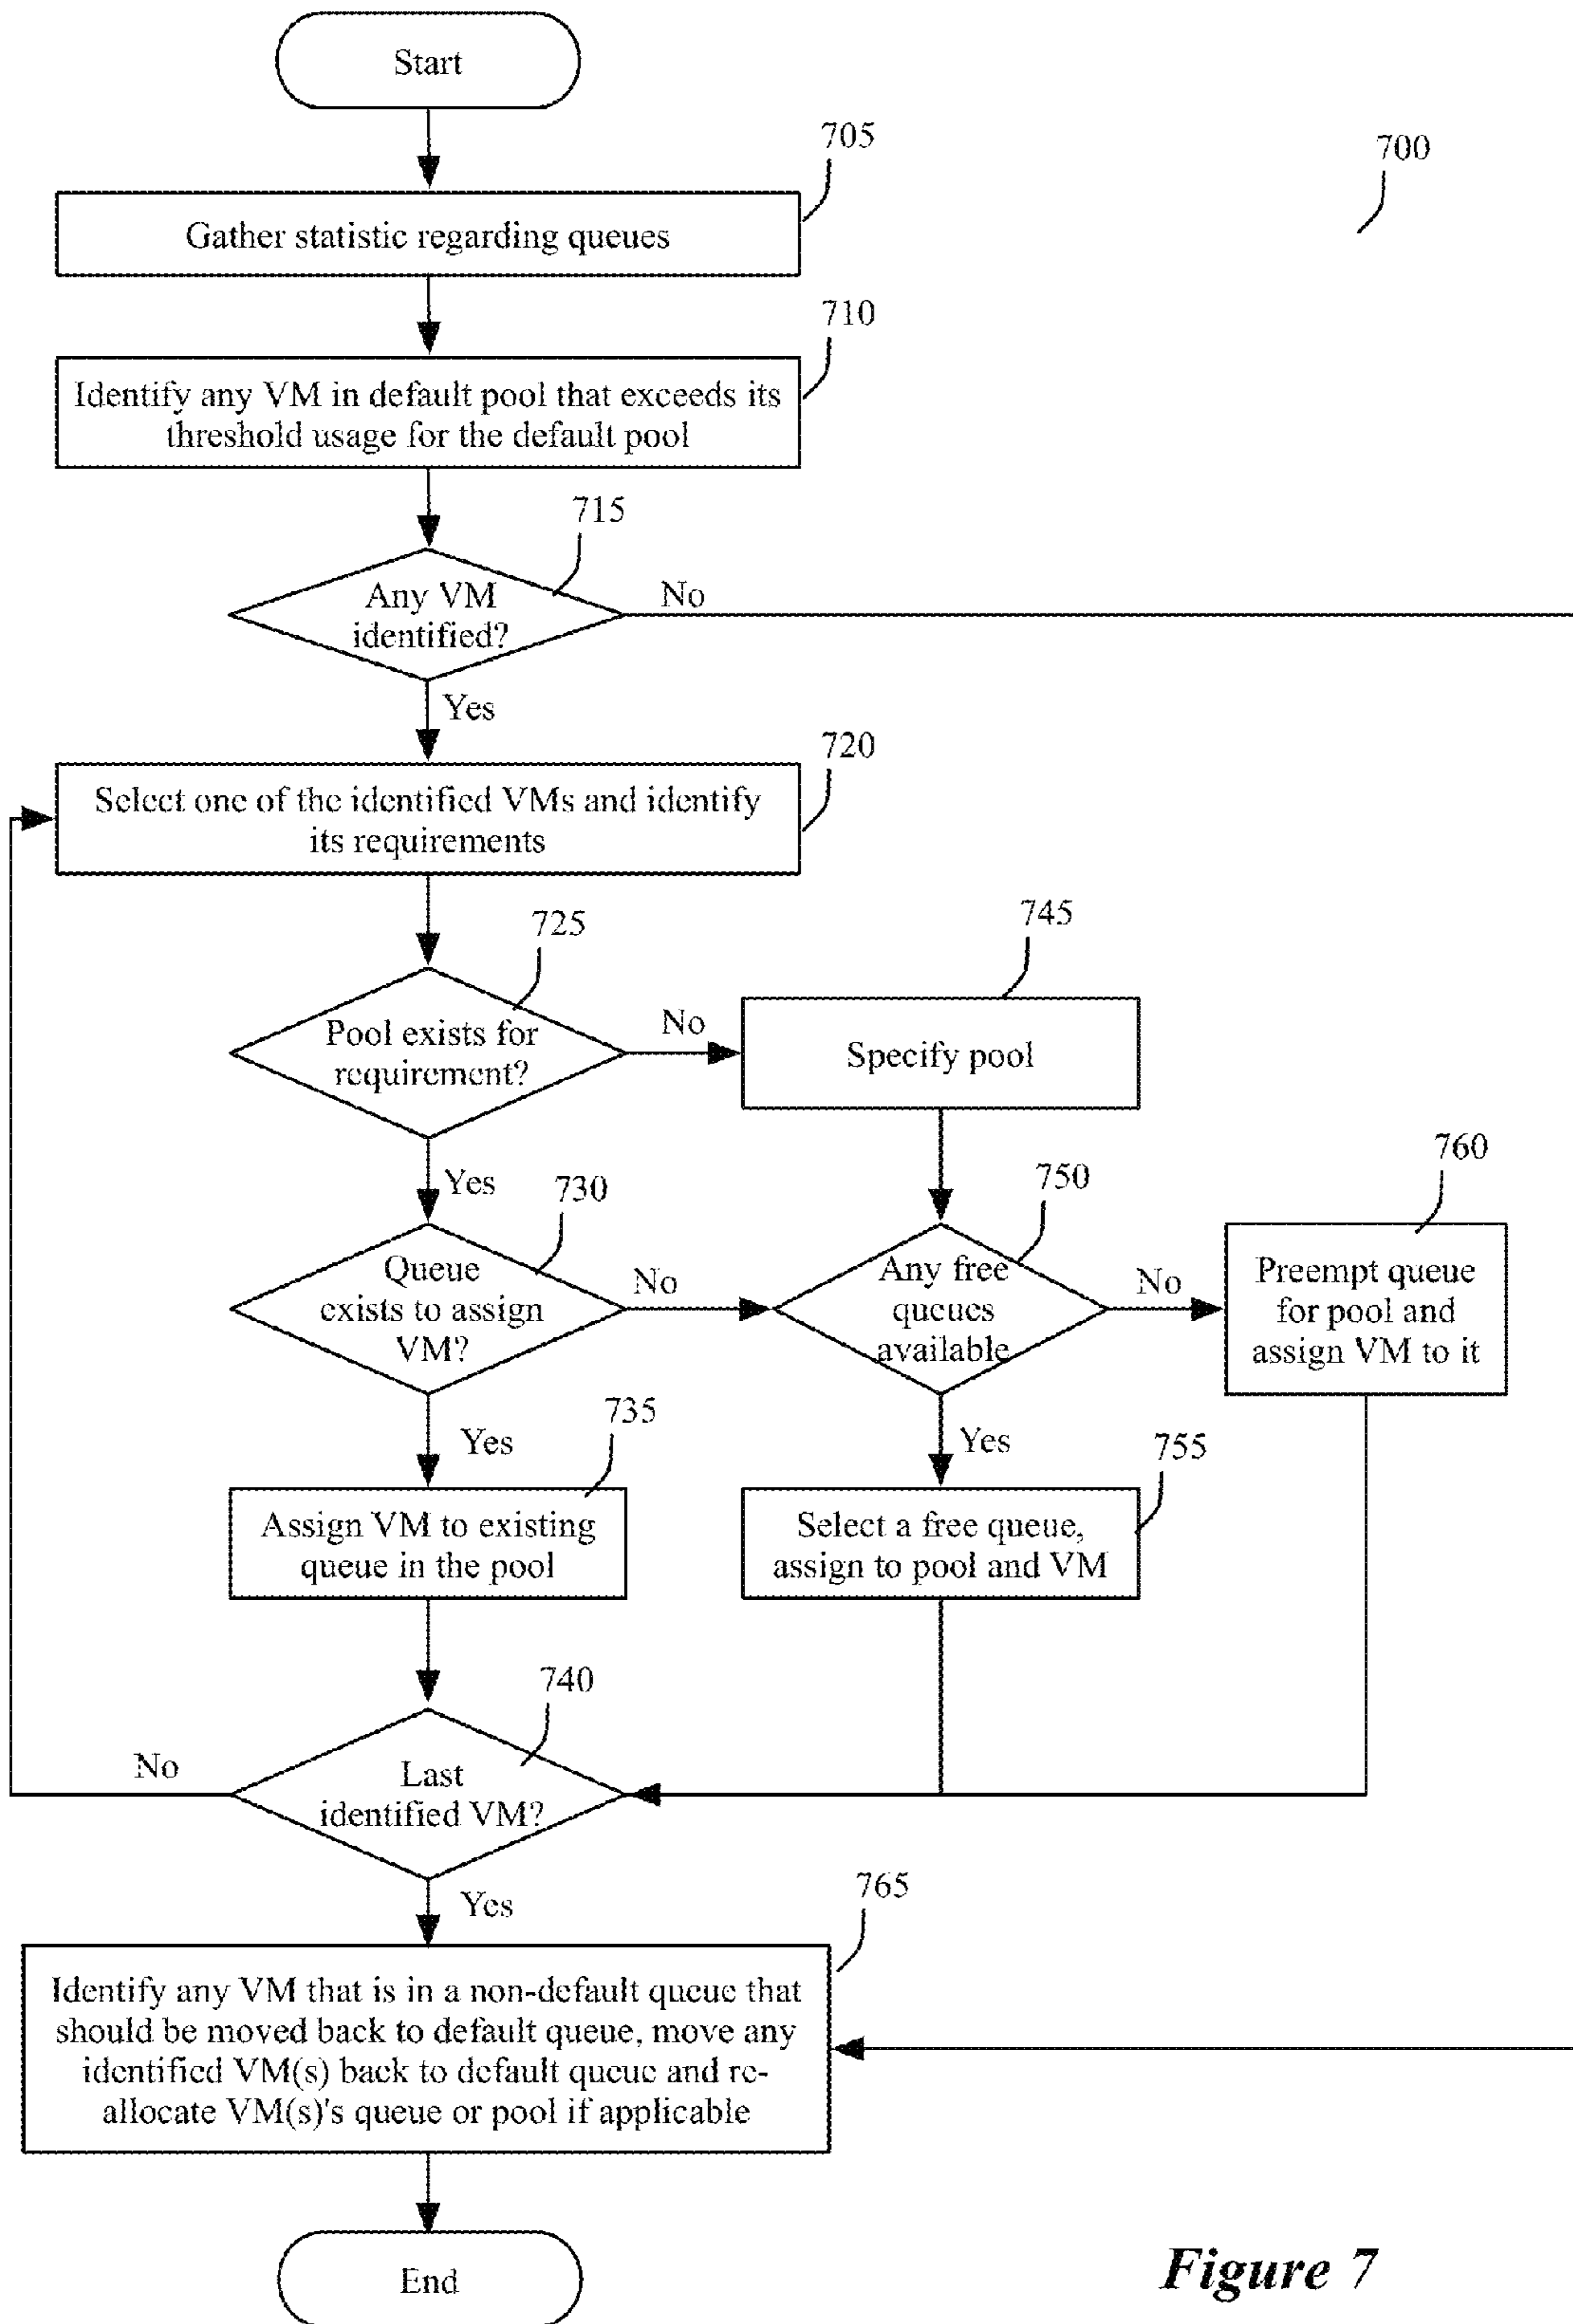 Start
705
700
Gather statistic regarding queues
710
Identify any VM in default pool that exceeds its
threshold usage for the default pool
715
Any VM
identified?
No
Yes
720
Select one of the identified VMs and identify
its requirements
725
745
Pool exists for
requirement?
No
Specify pool
Yes
730
750
760
Queue
exists to assign
VM?
No
Any free
queues
available
No
Preempt queue
for pool and
assign VM to it
Yes
735
Yes
755
Assign VM to existing
queue in the pool
Select a free queue,
assign to pool and VM
740
No
Last
identified VM?
Yes
765
Identify any VM that is in a non-default queue that
should be moved back to default queue, move any
identified VM(s) back to default queue and re-
allocate VM(s)'s queue or pool if applicable
End
Figure 7